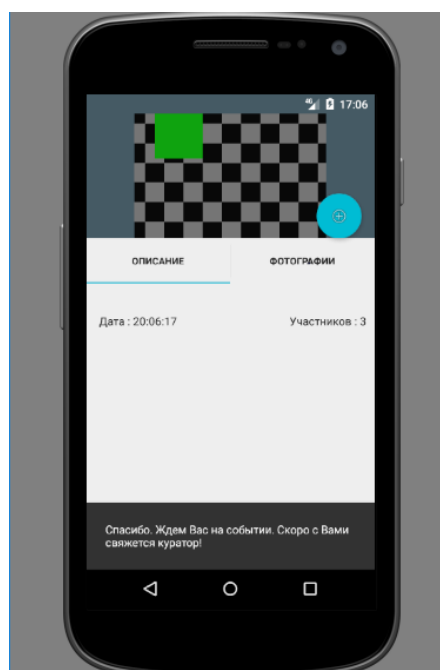 4G 17:06
ОПИСАНИЕ ФОТОГРАФИИ
Дата : 20:06:17 Участников : 3
Спасибо. Ждем Вас на событии. Скоро с Вами
свяжется куратор!